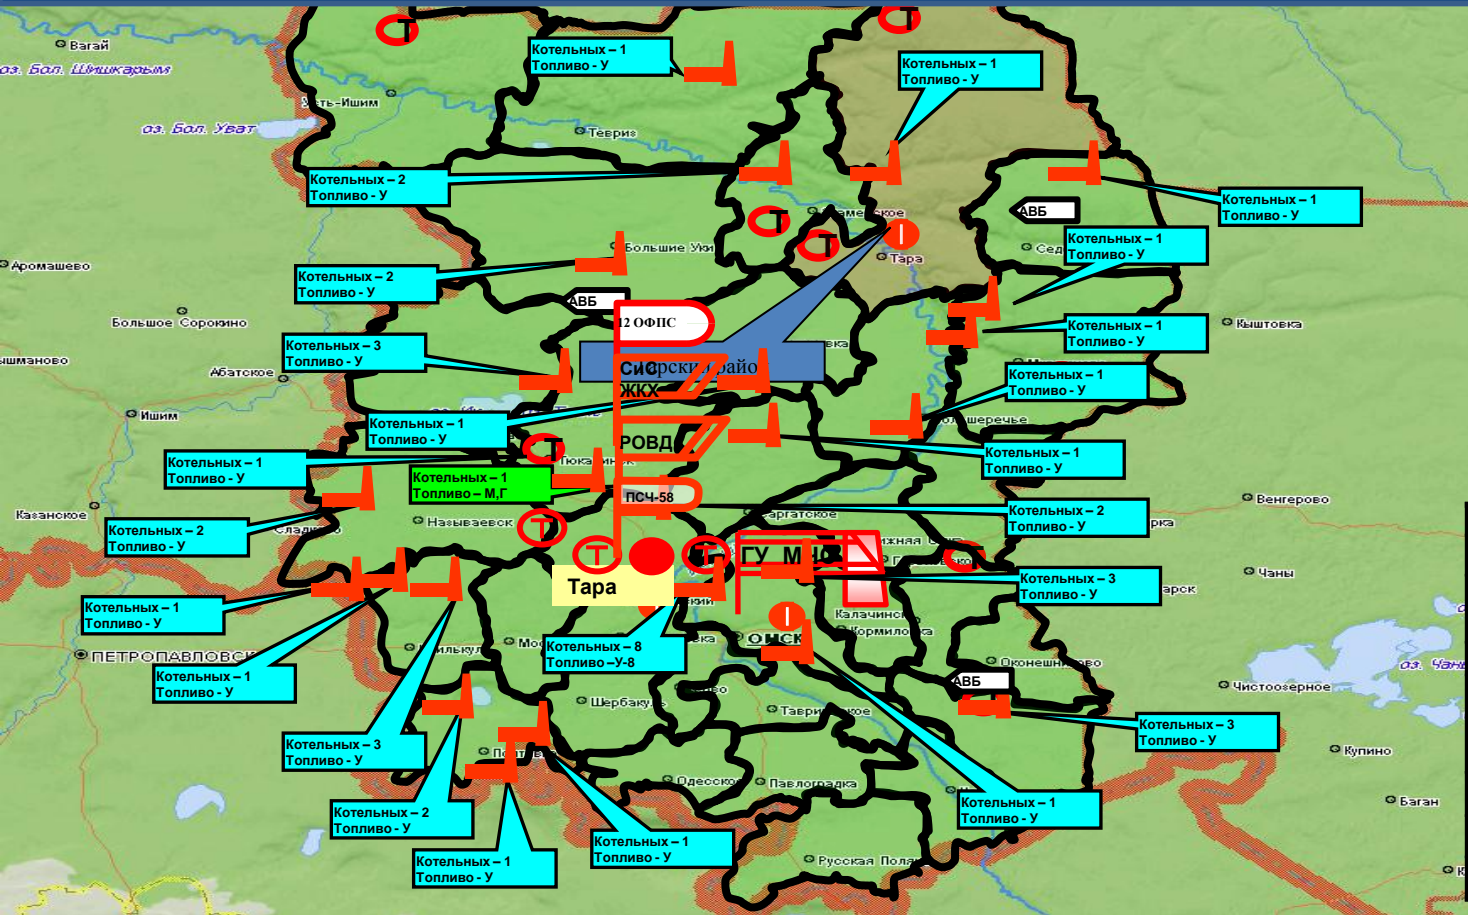 Вагай
оз. Бол. Шишкарым
Котельных – 1
Топливо - У
Т
Т
Котельных – 1
Топливо - У
Усть-Ишим
оз. Бол. Уват
Тевриз
Котельных – 2
Топливо - У
Котельных – 1
Топливо - У
АВБ
Т
Т
Тара
Большие Уки
Котельных – 1
Топливо - У
Аромашево
Котельных – 2
Топливо - У
АВБ
12 ОФПС
Большое Сорокино
Котельных – 1
Топливо - У
Кыштовка
Котельных – 3
Топливо - У
Абатское
СиС
ЖКХ
Котельных – 1
Топливо - У
Ишим
Котельных – 1
Топливо - У
РОВД
Котельных – 1
Топливо - У
Котельных – 1
Топливо - У
Т
Котельных – 1
Топливо – М,Г
ПСЧ-58
Венгерово
Казанское
Называевск
Саргатское
Котельных – 2
Топливо - У
Котельных – 2
Топливо - У
Т
Т
Т
ГУ МЧС
Т
Чаны
Тара
Котельных – 3
Топливо - У
Котельных – 1
Топливо - У
Калачинск
Кормиловка
ОМСК
ПЕТРОПАВЛОВСК
Котельных – 8
Топливо –У-8
Оконешниково
оз. Чаны
Котельных – 1
Топливо - У
АВБ
Чистоозерное
Шербакуль
Таврическое
Котельных – 3
Топливо - У
Котельных – 3
Топливо - У
Полтавка
Купино
Одесское
Павлоградка
Котельных – 2
Топливо - У
Котельных – 1
Топливо - У
Баган
Котельных – 1
Топливо - У
Котельных – 1
Топливо - У
Русская Поляна